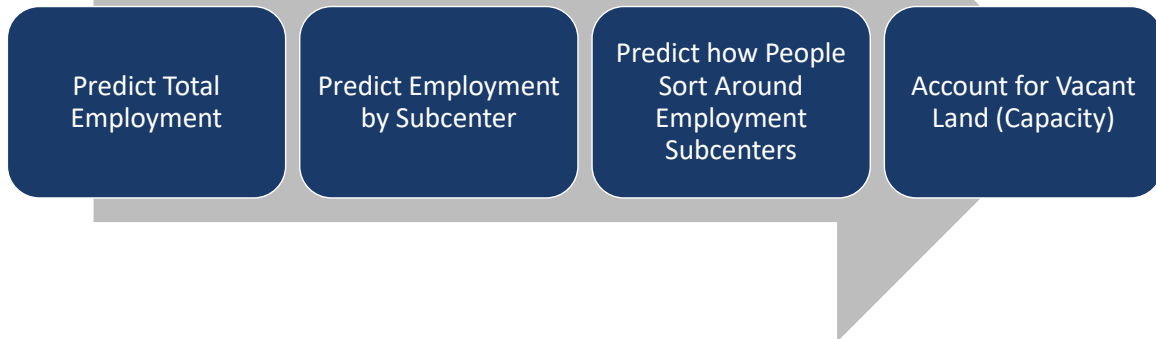 Predict Total
Employment
Predict Employment
by Subcenter
Predict how People
Sort Around
Employment
Subcenters
Account for Vacant
Land (Capacity)